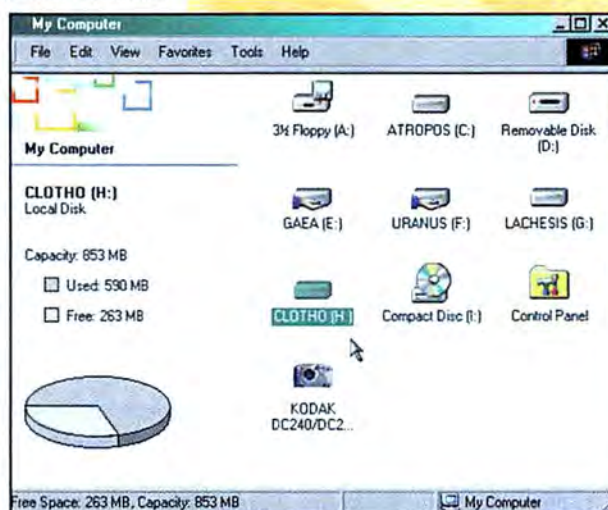 My Computer
File Edit View Favorites Tools Help
My Computer
CLOTHO (H:)
Local Disk
Capacity: 853 MB
Used: 590 MB
Free: 263 MB
3½ Floppy (A:)
ATROPOS (C:)
Removable Disk
(D:)
GAEA (E:)
URANUS (F:)
LACHESIS (G:)
CLOTHO (H:)
Compact Disc (I:)
Control Panel
KODAK
DC240/DC2...
Free Space: 263 MB, Capacity: 853 MB
My Computer